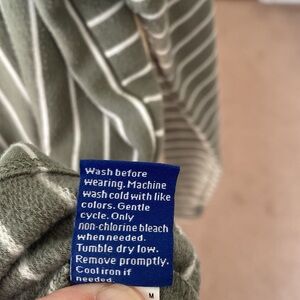 Wash before
wearing. Machine
wash cold with like
colors. Gentle
cycle. Only
non-chlorine bleach
when needed.
Tumble dry low.
Remove promptly.
Cool iron if
needed.
M